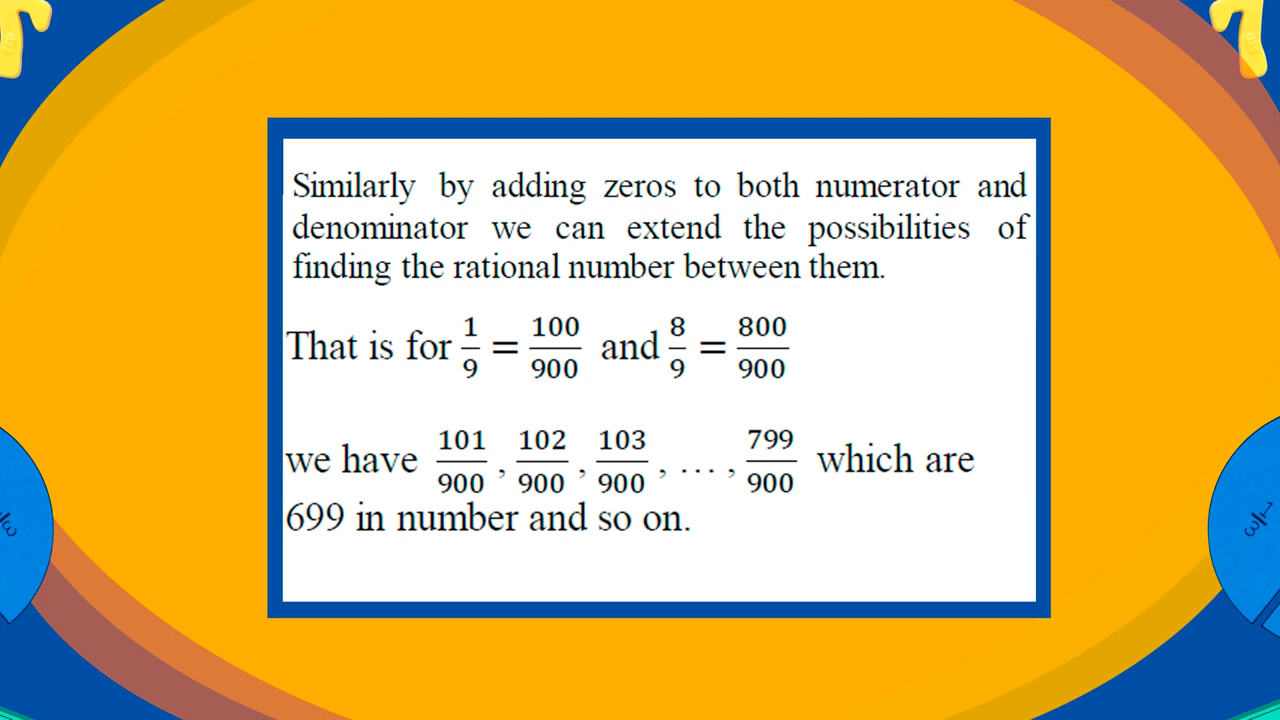 Similarly by adding zeros to both numerator and
denominator we can extend the possibilities of
finding the rational number between them.
That is for 1/9 = 100/900 and 8/9 = 800/900
we have 101/900 , 102/900 , 103/900 , … , 799/900 which are
699 in number and so on.